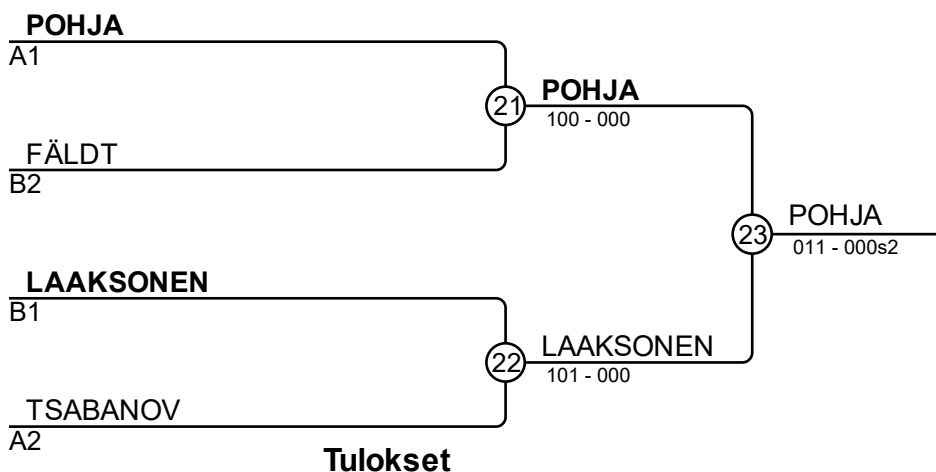 POHJA
A1
21
POHJA
100 - 000
FÄLDT
B2
23
POHJA
011 - 000s2
LAAKSONEN
B1
22
LAAKSONEN
101 - 000
TSABANOV
A2
Tulokset